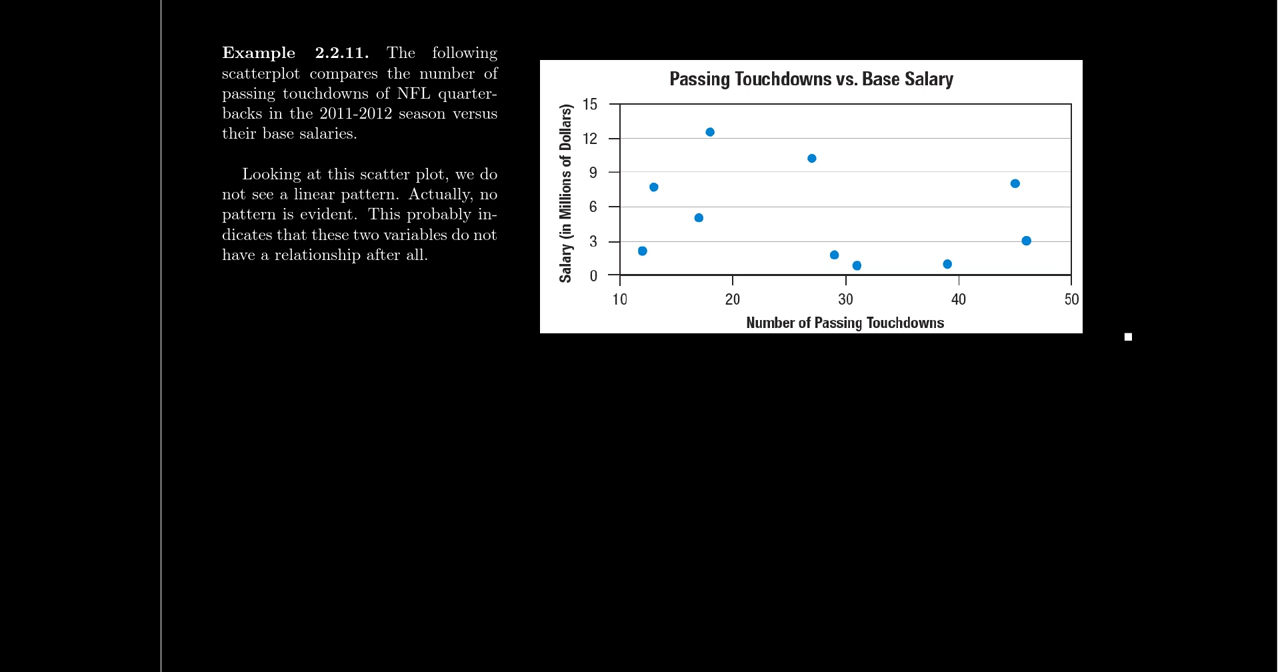 Example 2.2.11. The following
scatterplot compares the number of
passing touchdowns of NFL quarter-
backs in the 2011-2012 season versus
their base salaries.
Looking at this scatter plot, we do
not see a linear pattern. Actually, no
pattern is evident. This probably in-
dicates that these two variables do not
have a relationship after all.
Passing Touchdowns vs. Base Salary
Salary (in Millions of Dollars)
15
12
9
6
3
0
10 20 30 40 50
Number of Passing Touchdowns